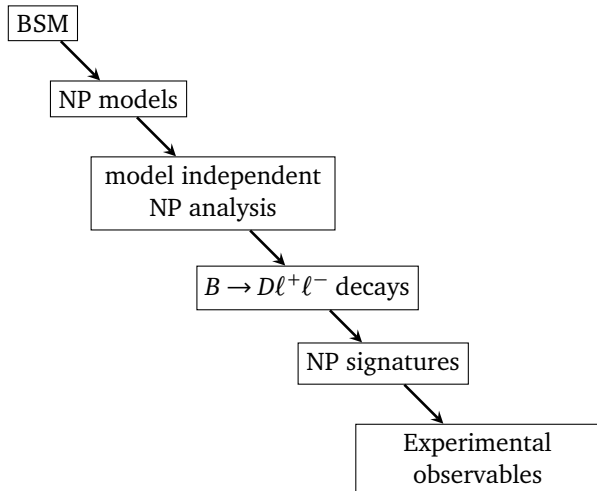 BSM
NP models
model independent
NP analysis
B → Dℓ⁺ℓ⁻ decays
NP signatures
Experimental
observables